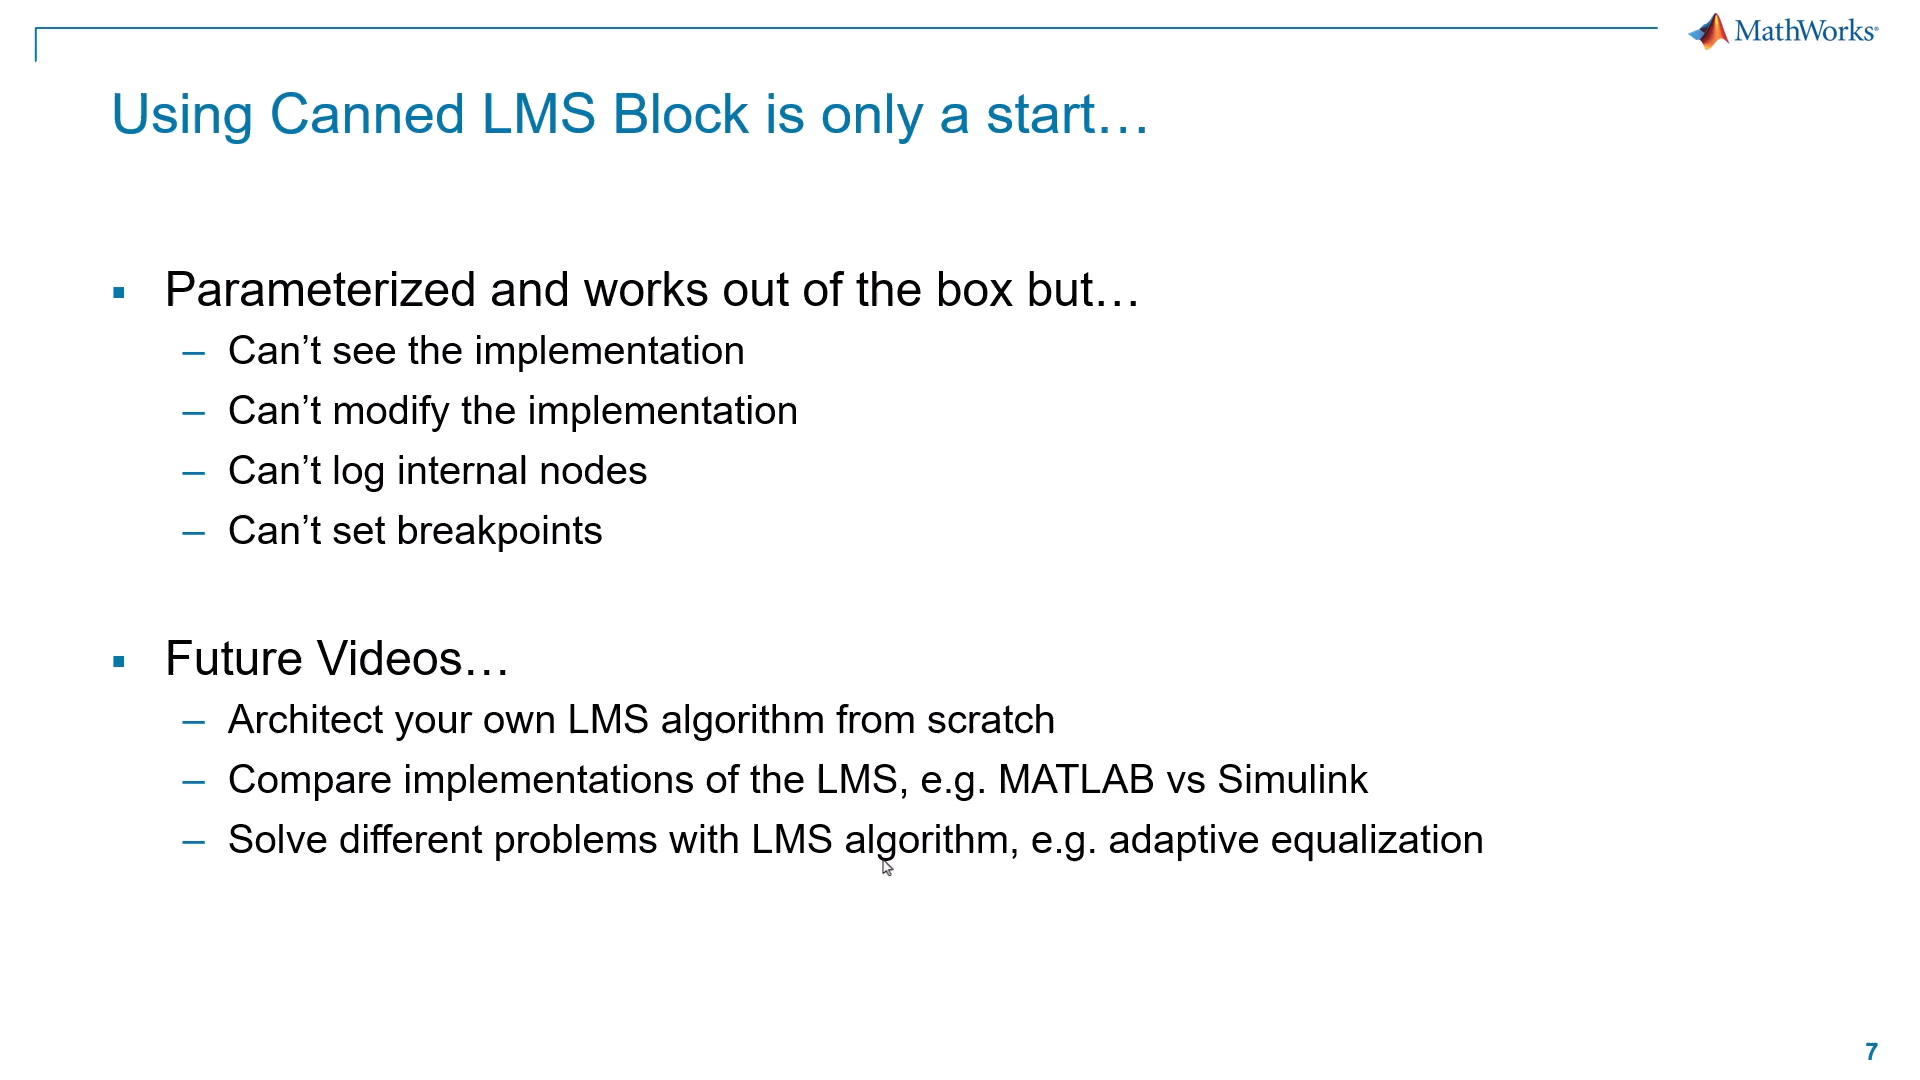 MathWorks®
Using Canned LMS Block is only a start…
▪ Parameterized and works out of the box but…
– Can’t see the implementation
– Can’t modify the implementation
– Can’t log internal nodes
– Can’t set breakpoints
▪ Future Videos…
– Architect your own LMS algorithm from scratch
– Compare implementations of the LMS, e.g. MATLAB vs Simulink
– Solve different problems with LMS algorithm, e.g. adaptive equalization
7